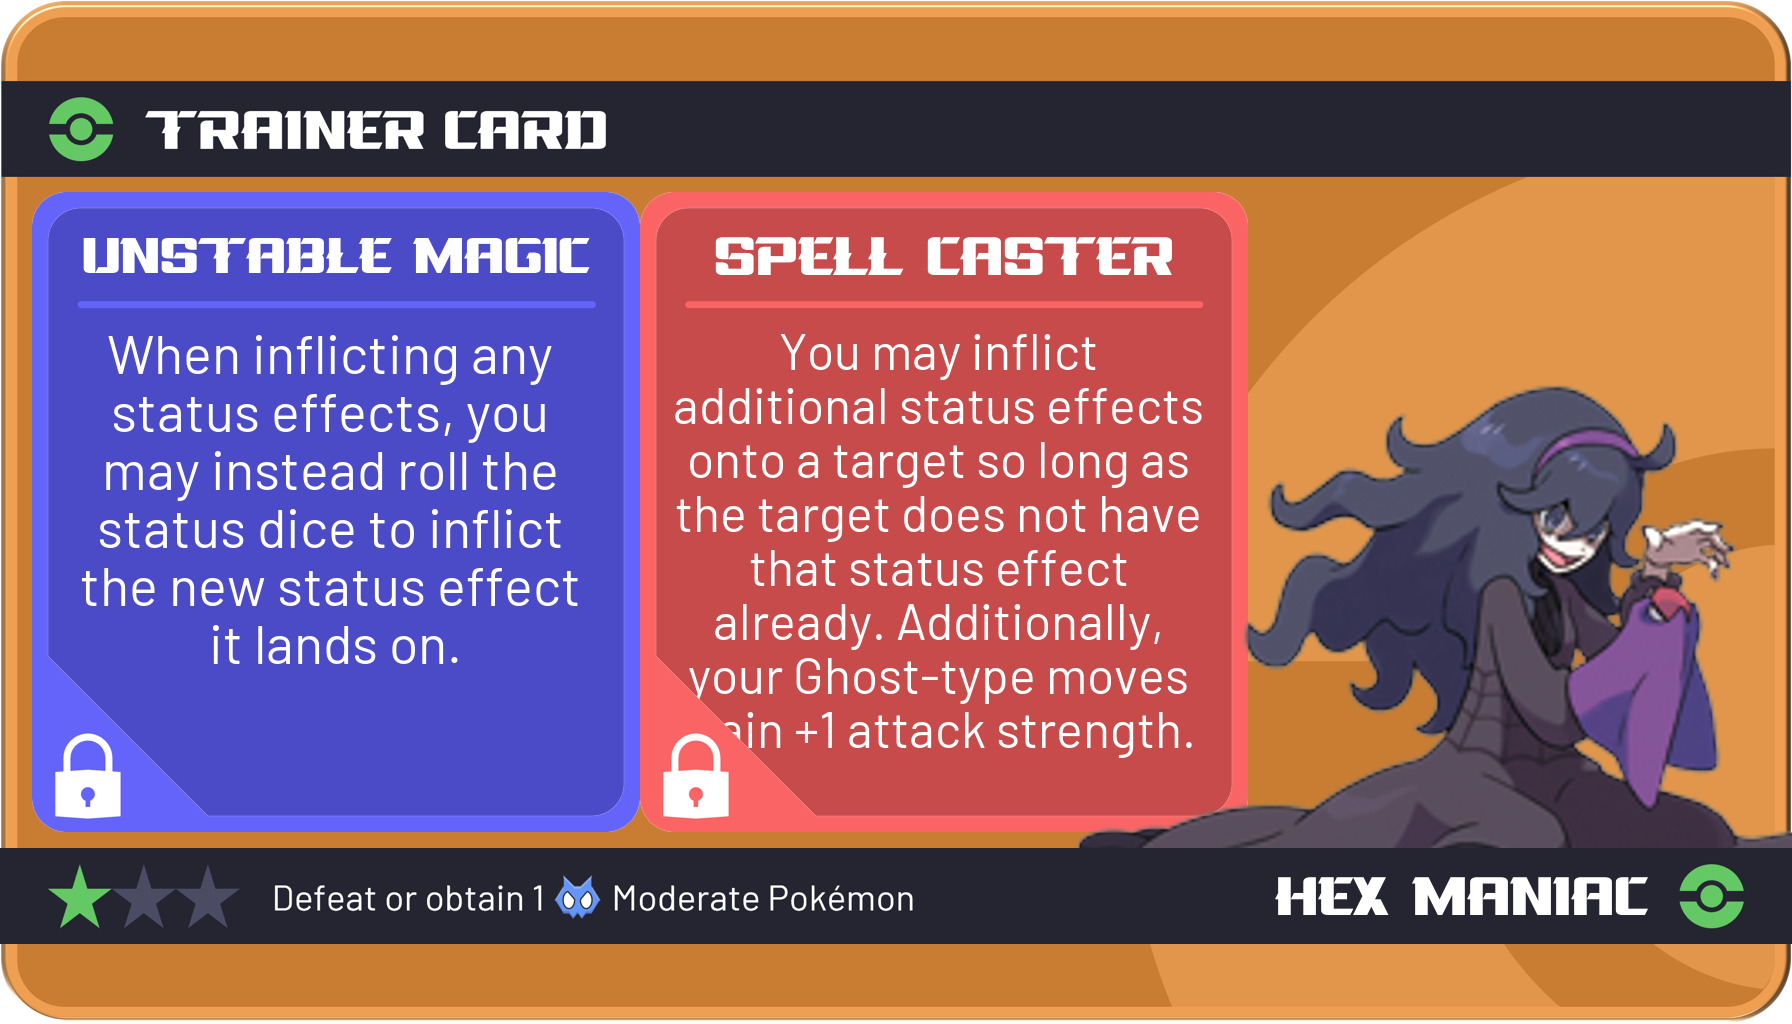 TRAINER CARD
UNSTABLE MAGIC
When inflicting any
status effects, you
may instead roll the
status dice to inflict
the new status effect
it lands on.
SPELL CASTER
You may inflict
additional status effects
onto a target so long as
the target does not have
that status effect
already. Additionally,
your Ghost-type moves
ain +1 attack strength.
Defeat or obtain 1 Moderate Pokémon
HEX MANIAC